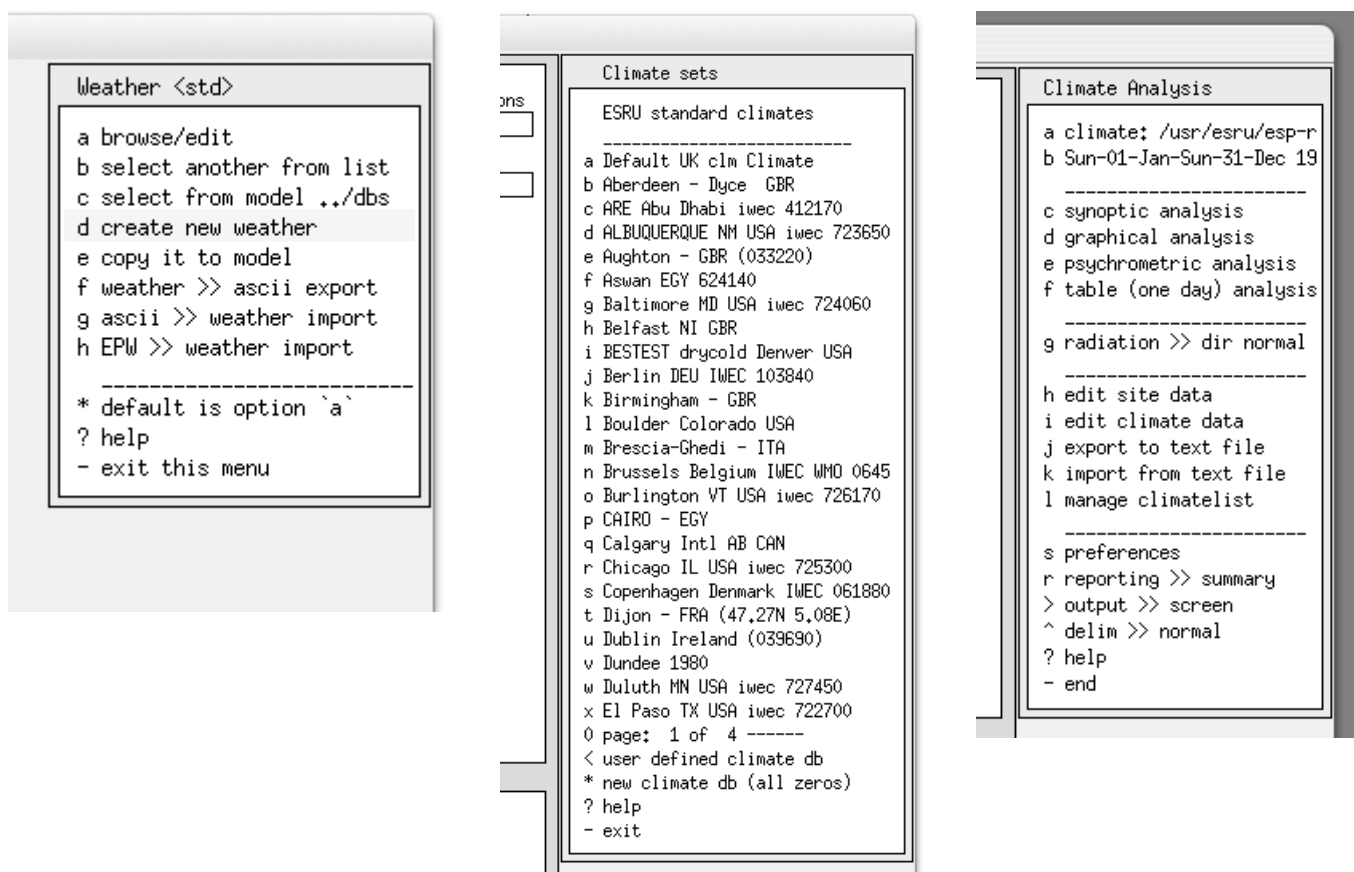 Weather <std>
a browse/edit
b select another from list
c select from model ../dbs
d create new weather
e copy it to model
f weather >> ascii export
g ascii >> weather import
h EPW >> weather import
* default is option `a`
? help
- exit this menu
ons
Climate sets
ESRU standard climates
a Default UK clm Climate
b Aberdeen - Dyce  GBR
c ARE Abu Dhabi iwec 412170
d ALBUQUERQUE NM USA iwec 723650
e Aughton - GBR (033220)
f Aswan EGY 624140
g Baltimore MD USA iwec 724060
h Belfast NI GBR
i BESTEST drycold Denver USA
j Berlin DEU IWEC 103840
k Birmingham - GBR
l Boulder Colorado USA
m Brescia-Ghedi - ITA
n Brussels Belgium IWEC WMO 0645
o Burlington VT USA iwec 726170
p CAIRO - EGY
q Calgary Intl AB CAN
r Chicago IL USA iwec 725300
s Copenhagen Denmark IWEC 061880
t Dijon - FRA (47.27N 5.08E)
u Dublin Ireland (039690)
v Dundee 1980
w Duluth MN USA iwec 727450
x El Paso TX USA iwec 722700
0 page:  1 of  4 ------
< user defined climate db
* new climate db (all zeros)
? help
- exit
Climate Analysis
a climate: /usr/esru/esp-r
b Sun-01-Jan-Sun-31-Dec 19
c synoptic analysis
d graphical analysis
e psychrometric analysis
f table (one day) analysis
g radiation >> dir normal
h edit site data
i edit climate data
j export to text file
k import from text file
l manage climatelist
s preferences
r reporting >> summary
> output >> screen
^ delim >> normal
? help
- end